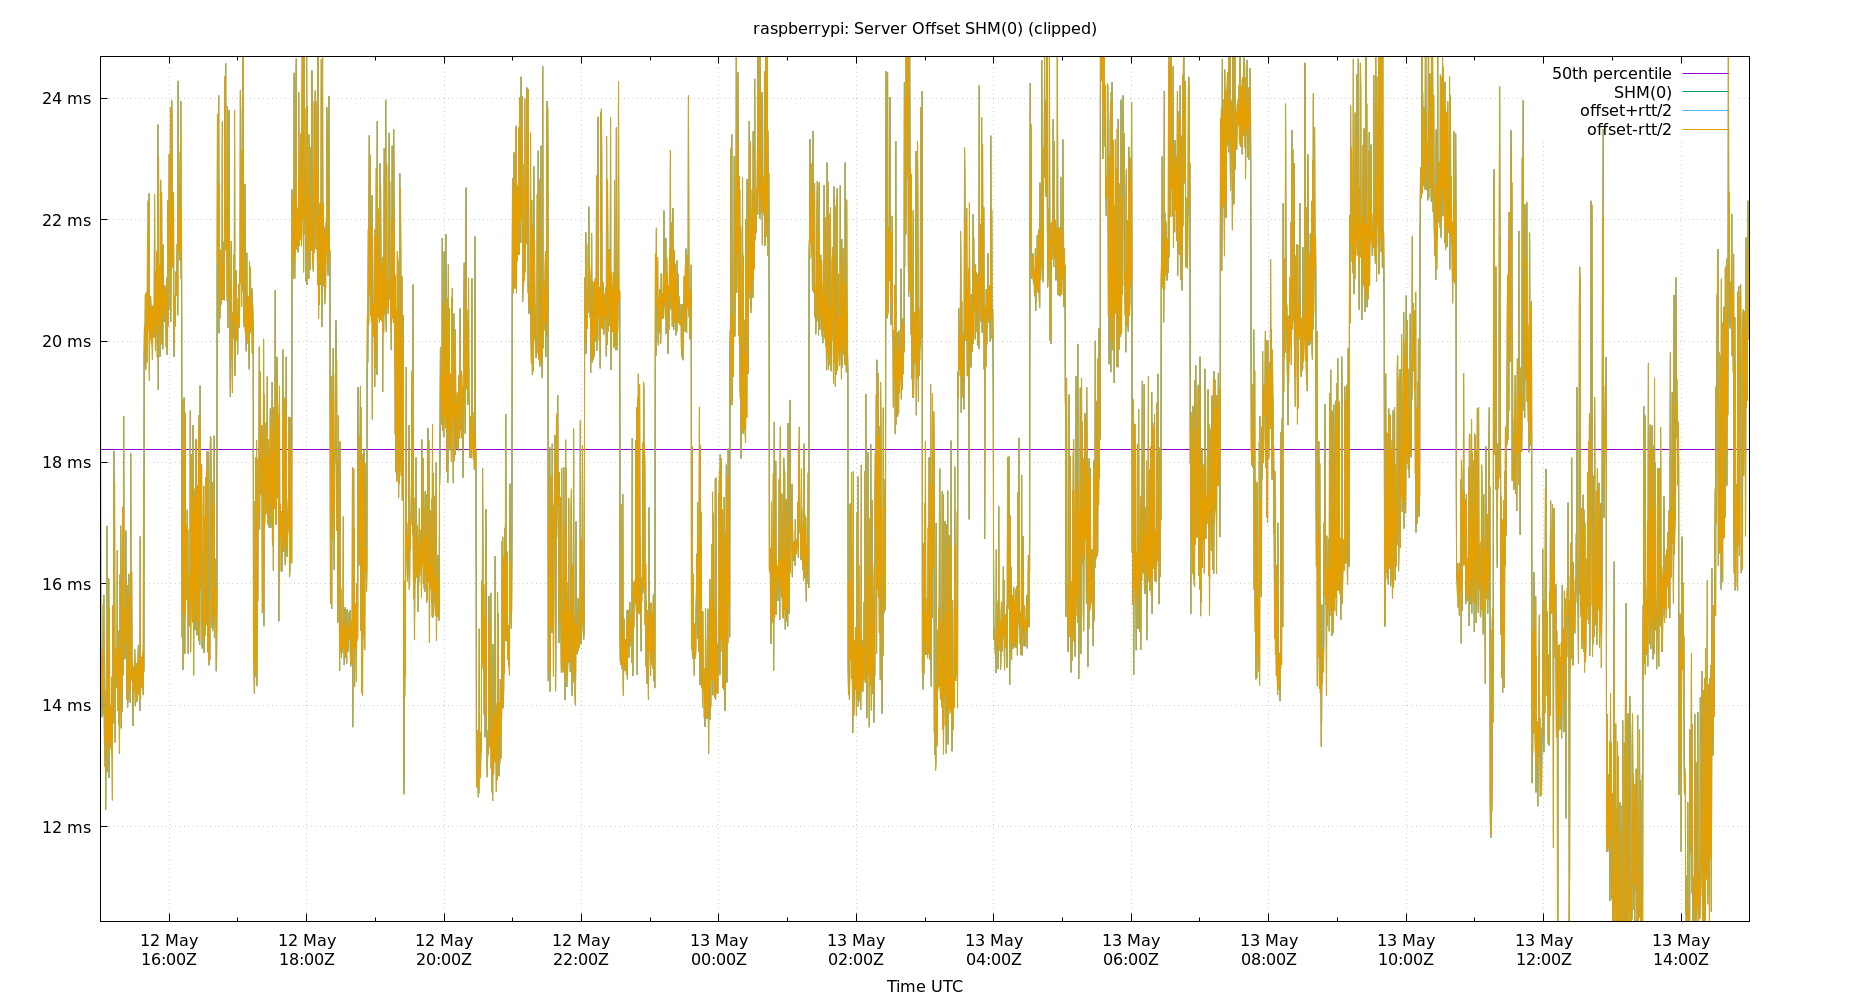 raspberrypi: Server Offset SHM(0) (clipped)
50th percentile
SHM(0)
offset+rtt/2
offset-rtt/2
24 ms
22 ms
20 ms
18 ms
16 ms
14 ms
12 ms
12 May 12 May 12 May 12 May 13 May 13 May 13 May 13 May 13 May 13 May 13 May 13 May
16:00Z 18:00Z 20:00Z 22:00Z 00:00Z 02:00Z 04:00Z 06:00Z 08:00Z 10:00Z 12:00Z 14:00Z
Time UTC